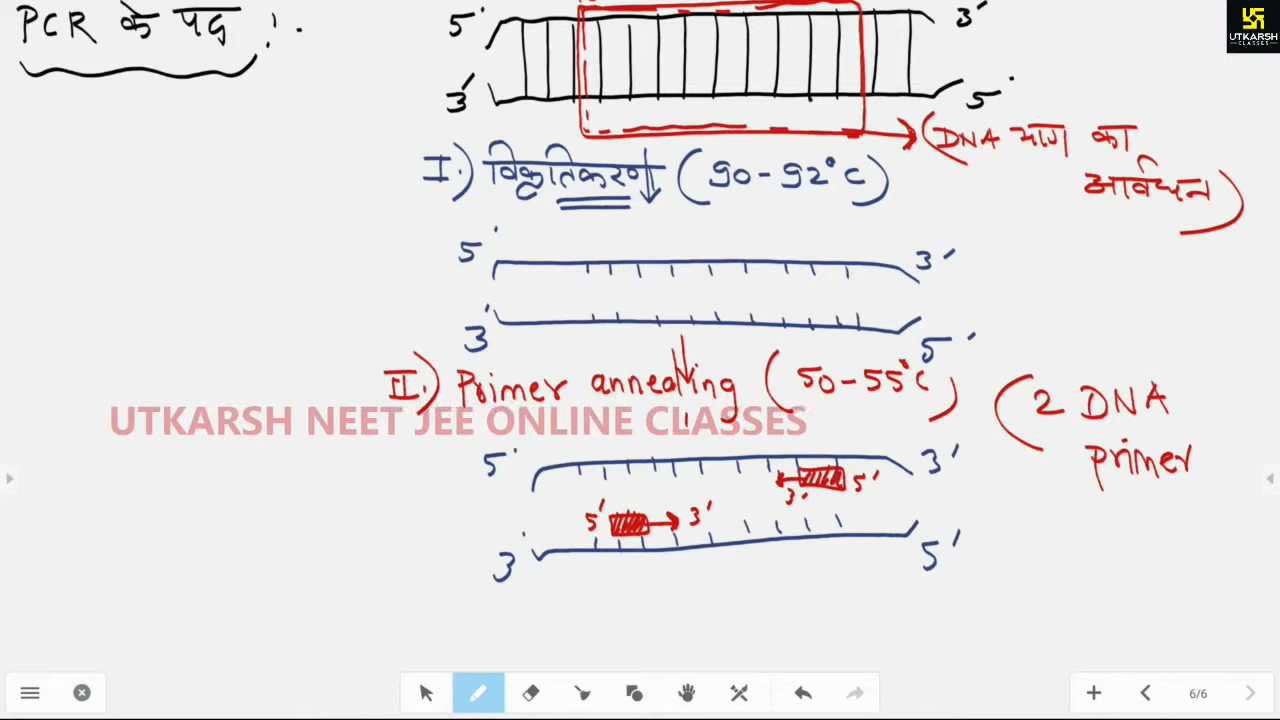 PCR के पद :-
5' 3'
UTKARSH
CLASSES
3' 5'
(DNA भाग का
आवर्धन)
I.) विकृतिकरण (90-92°C)
5' 3'
3' 5'
II.) Primer annealing (50-55°C) (2 DNA
primer
UTKARSH NEET JEE ONLINE CLASSES
5' 3'
3' 5'
5' 3'
3' 5'
6/6